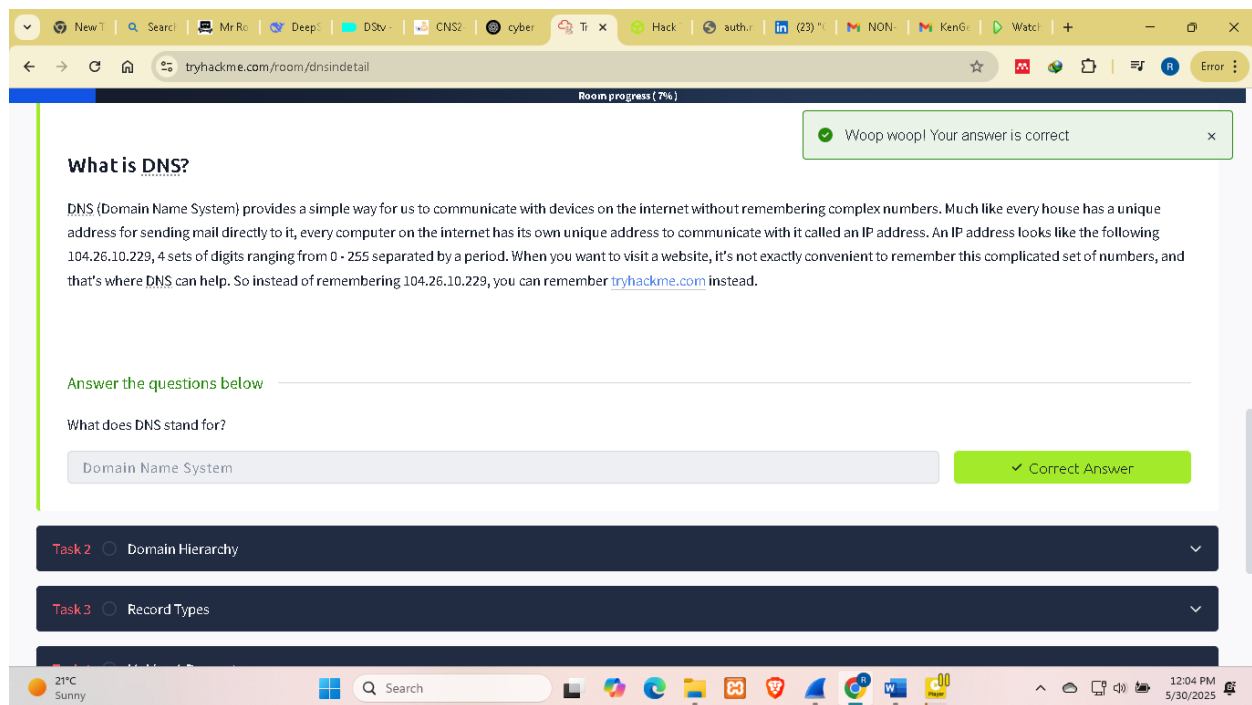 New T
Search
Mr Ro
DeepS
DStv -
CNS2
cyber
Tr
Hack
auth.r
(23) "(
NON-
KenGe
Watch
tryhackme.com/room/dnsindetail
R
Error
Room progress ( 7% )
Woop woop! Your answer is correct
What is DNS?
DNS (Domain Name System) provides a simple way for us to communicate with devices on the internet without remembering complex numbers. Much like every house has a unique
address for sending mail directly to it, every computer on the internet has its own unique address to communicate with it called an IP address. An IP address looks like the following
104.26.10.229, 4 sets of digits ranging from 0 - 255 separated by a period. When you want to visit a website, it's not exactly convenient to remember this complicated set of numbers, and
that's where DNS can help. So instead of remembering 104.26.10.229, you can remember tryhackme.com instead.
Answer the questions below
What does DNS stand for?
Domain Name System
Correct Answer
Task 2 Domain Hierarchy
Task 3 Record Types
21°C
Sunny
Search
12:04 PM
5/30/2025